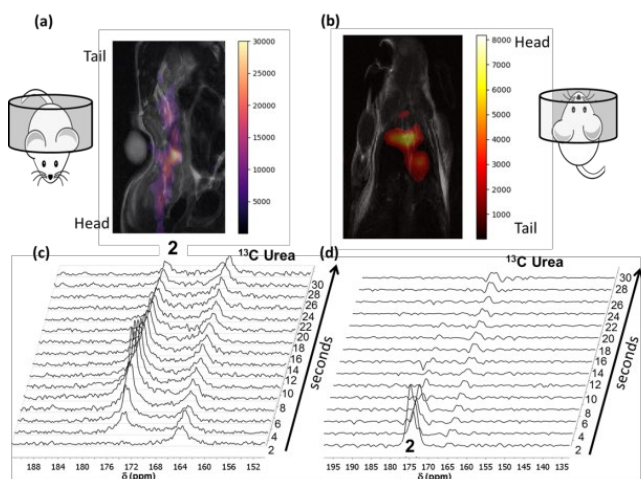 (a)
Tail
Head
30000
25000
20000
15000
10000
5000
(b)
Head
Tail
8000
7000
6000
5000
4000
3000
2000
1000
0
(c)
2
13C Urea
30
28
26
24
22
20
18
16
14
12
10
8
6
4
2
seconds
188 184 180 176 172 168 164 160 156 152
δ (ppm)
(d)
13C Urea
30
28
26
24
22
20
18
16
14
12
10
8
6
4
2
seconds
2
195 190 185 180 175 170 165 160 155 150 145 140 135
δ (ppm)